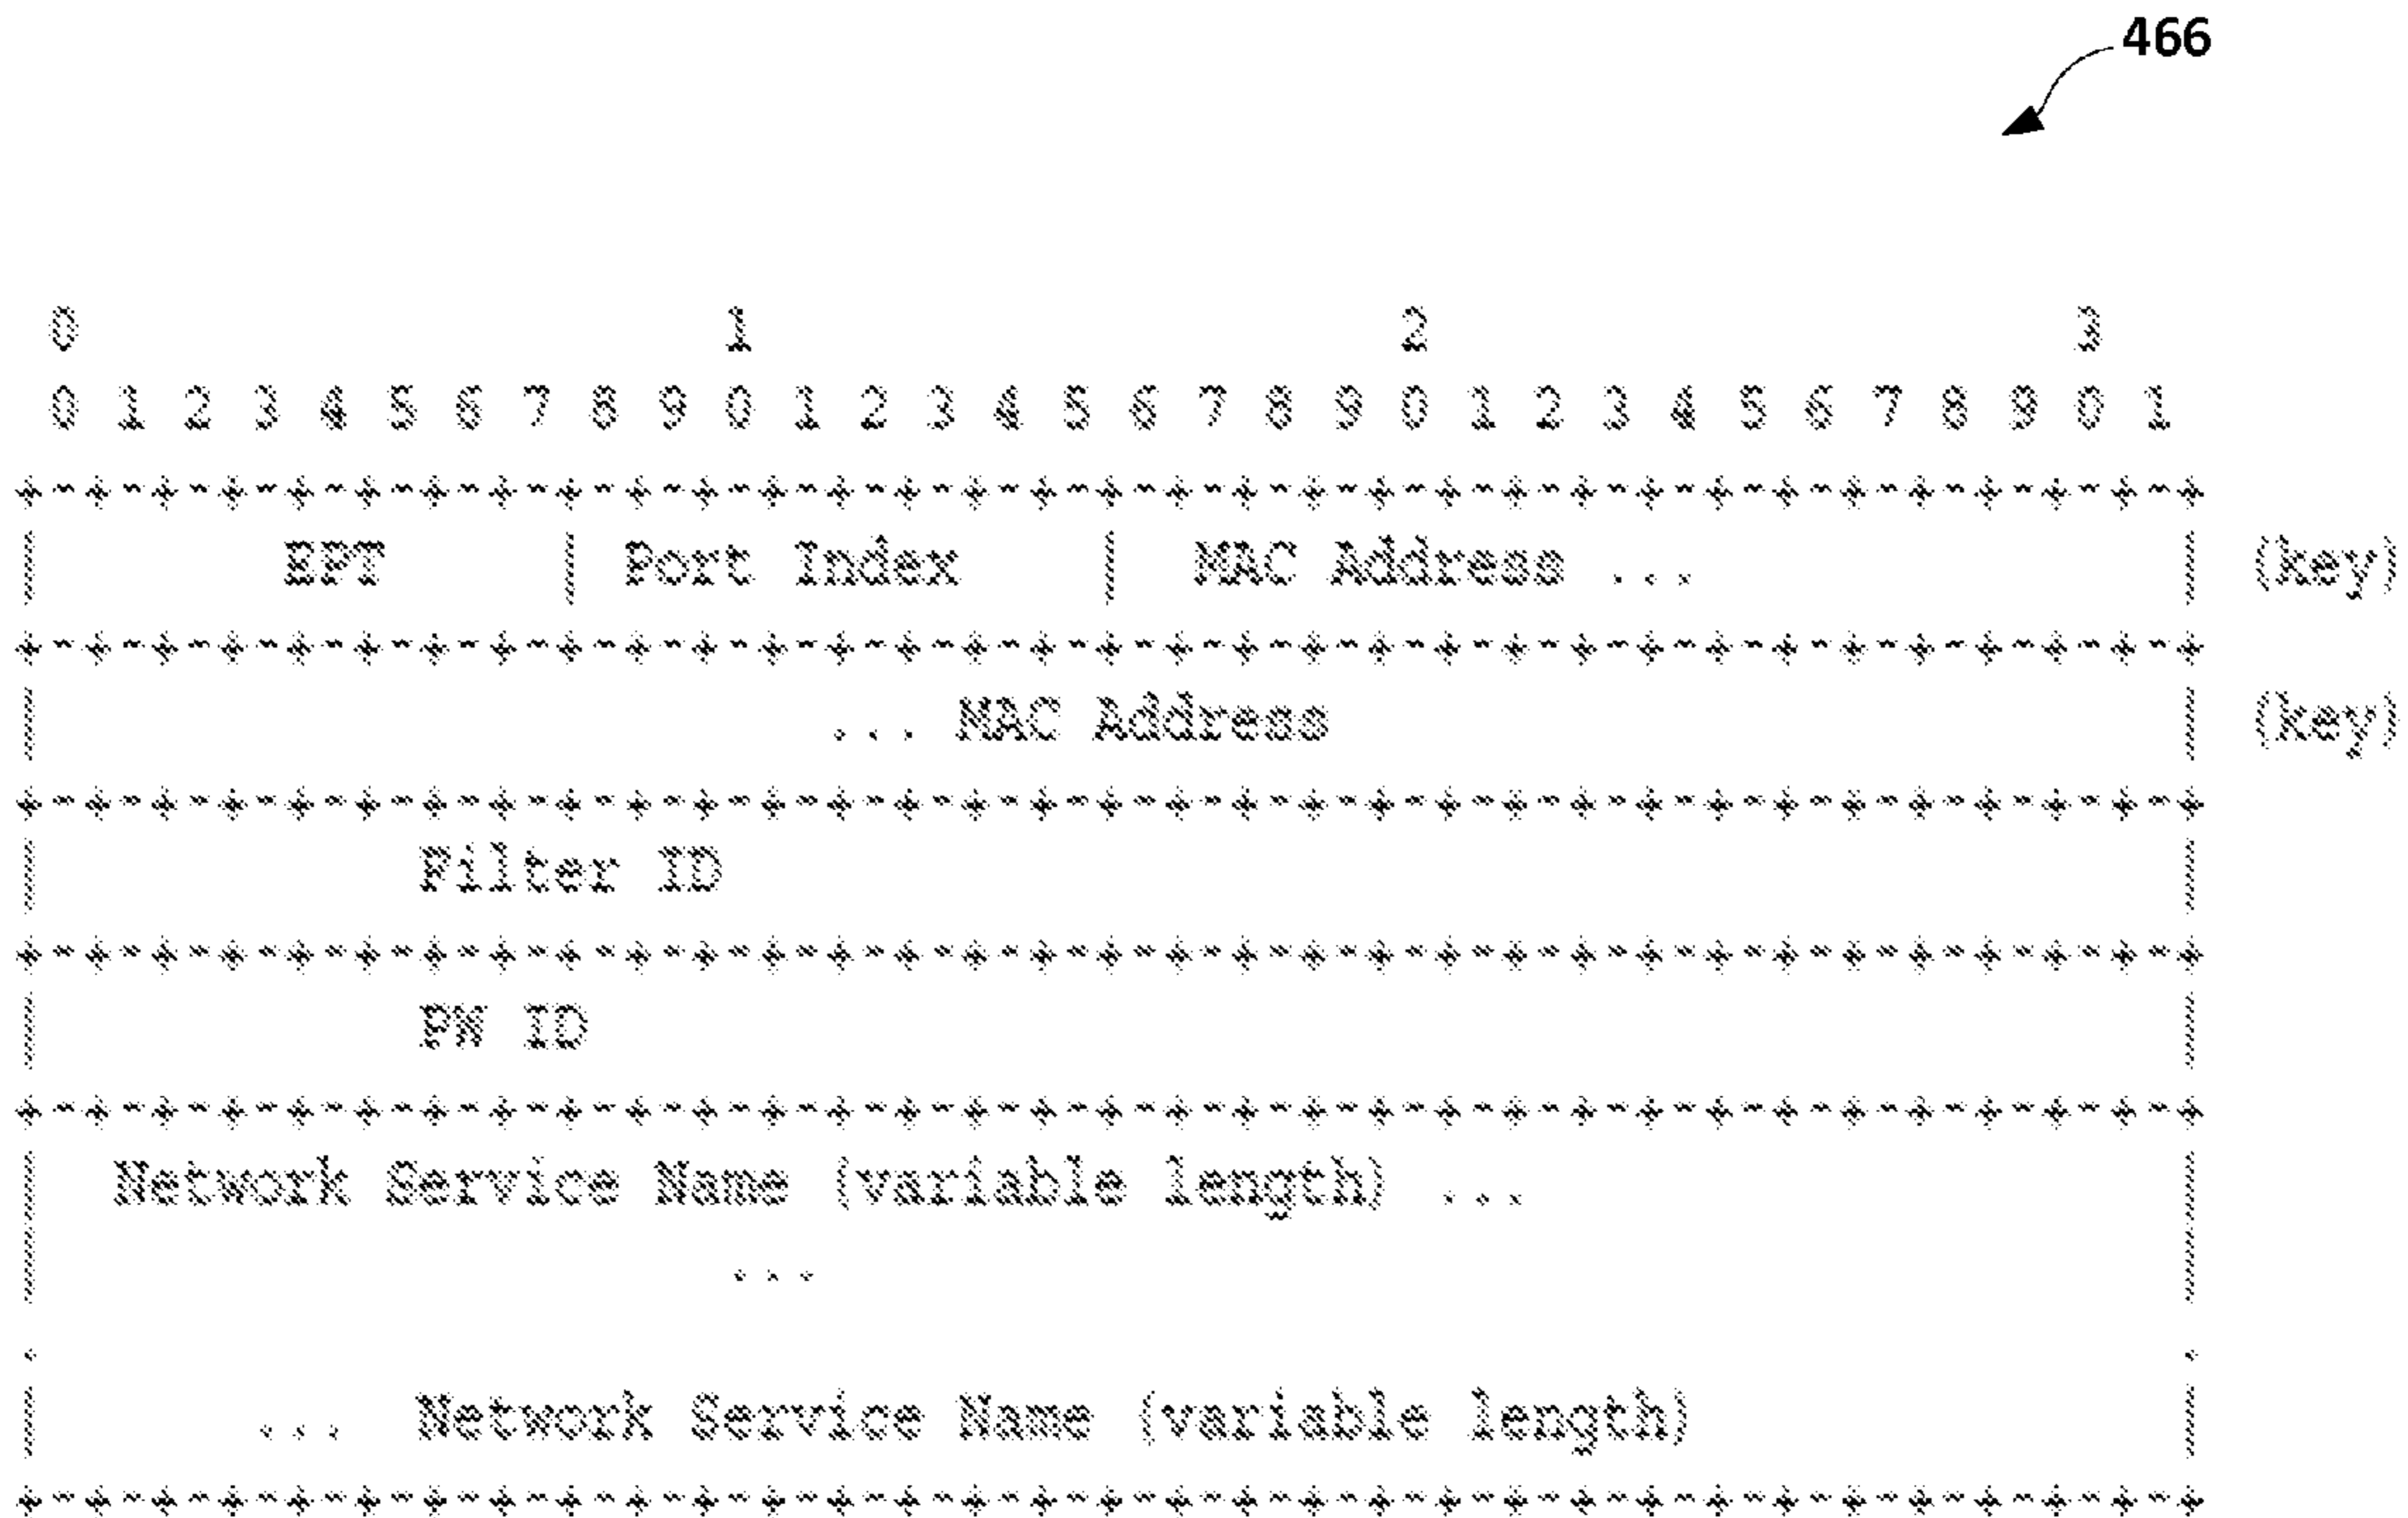 466
0 1 2 3
0 1 2 3 4 5 6 7 8 9 0 1 2 3 4 5 6 7 8 9 0 1 2 3 4 5 6 7 8 9 0 1
+-+-+-+-+-+-+-+-+-+-+-+-+-+-+-+-+-+-+-+-+-+-+-+-+-+-+-+-+-+-+-+-+
| EPT | Port Index | MAC Address ... | (key)
+-+-+-+-+-+-+-+-+-+-+-+-+-+-+-+-+-+-+-+-+-+-+-+-+-+-+-+-+-+-+-+-+
| ... MAC Address | (key)
+-+-+-+-+-+-+-+-+-+-+-+-+-+-+-+-+-+-+-+-+-+-+-+-+-+-+-+-+-+-+-+-+
| Filter ID |
+-+-+-+-+-+-+-+-+-+-+-+-+-+-+-+-+-+-+-+-+-+-+-+-+-+-+-+-+-+-+-+-+
| PW ID |
+-+-+-+-+-+-+-+-+-+-+-+-+-+-+-+-+-+-+-+-+-+-+-+-+-+-+-+-+-+-+-+-+
| Network Service Name (variable length) ... |
| ... |
. .
| ... Network Service Name (variable length) |
+-+-+-+-+-+-+-+-+-+-+-+-+-+-+-+-+-+-+-+-+-+-+-+-+-+-+-+-+-+-+-+-+